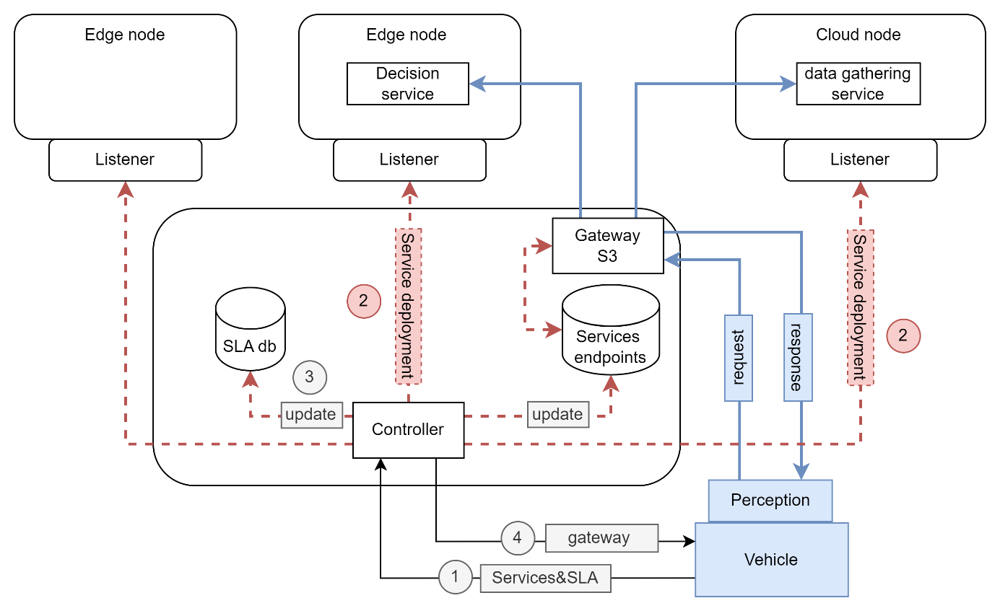 Edge node
Edge node
Cloud node
Decision
service
data gathering
service
Listener
Listener
Listener
Gateway
S3
Service deployment
Service deployment
2
2
SLA db
Services
endpoints
request
response
3
update
update
Controller
Perception
4
gateway
Vehicle
1
Services&SLA